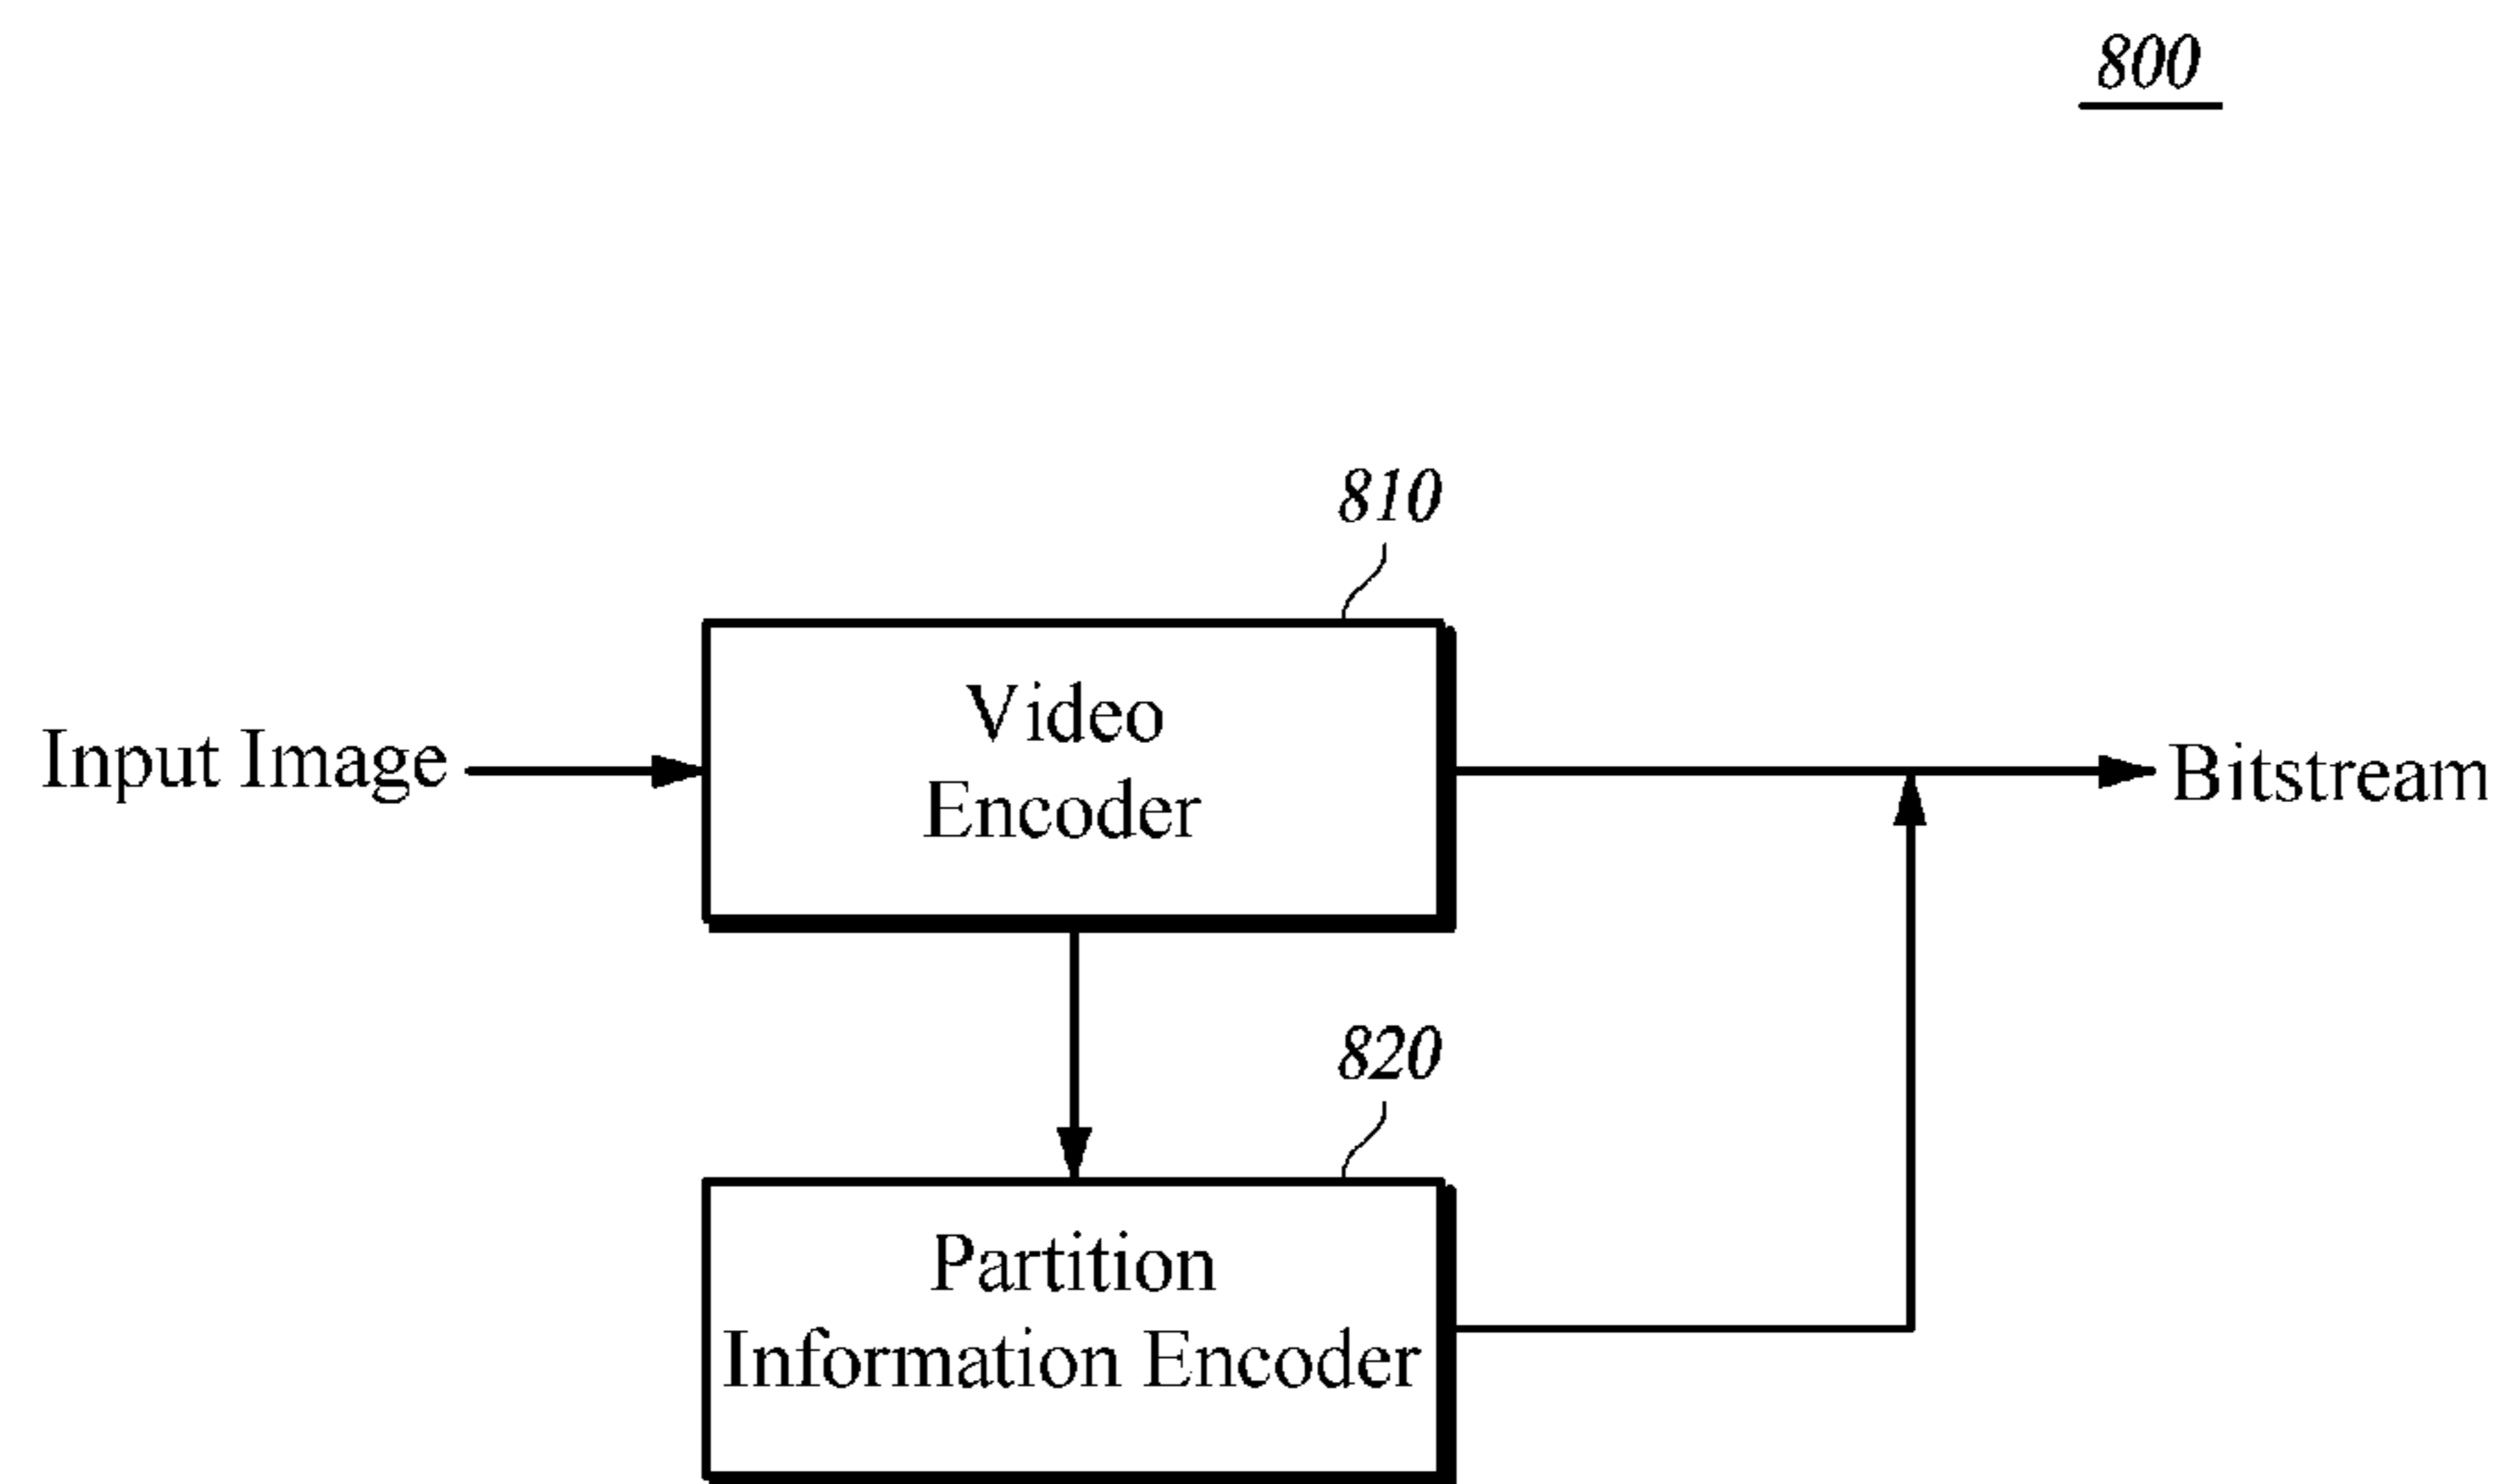 800
810
Video
Encoder
Input Image
Bitstream
820
Partition
Information Encoder